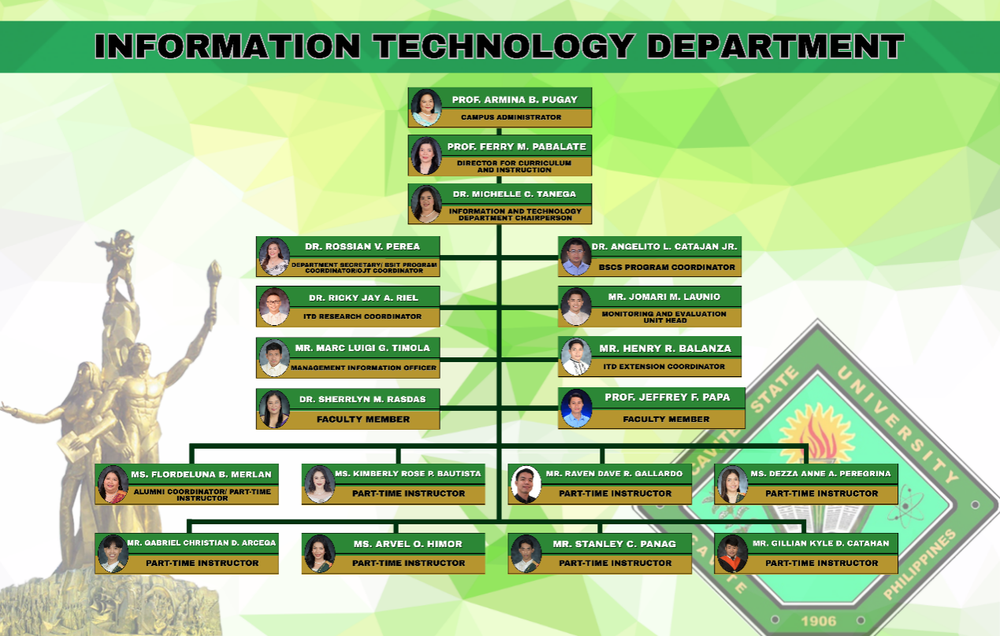 INFORMATION TECHNOLOGY DEPARTMENT
PROF. ARMINA B. PUGAY
CAMPUS ADMINISTRATOR
PROF. FERRY M. PABALATE
DIRECTOR FOR CURRICULUM
AND INSTRUCTION
DR. MICHELLE C. TANEGA
INFORMATION AND TECHNOLOGY
DEPARTMENT CHAIRPERSON
DR. ROSSIAN V. PEREA
DEPARTMENT SECRETARY/ BSIT PROGRAM
COORDINATOR/OJT COORDINATOR
DR. ANGELITO L. CATAJAN JR.
BSCS PROGRAM COORDINATOR
DR. RICKY JAY A. RIEL
ITD RESEARCH COORDINATOR
MR. JOMARI M. LAUNIO
MONITORING AND EVALUATION
UNIT HEAD
MR. MARC LUIGI G. TIMOLA
MANAGEMENT INFORMATION OFFICER
MR. HENRY R. BALANZA
ITD EXTENSION COORDINATOR
DR. SHERRLYN M. RASDAS
FACULTY MEMBER
PROF. JEFFREY F. PAPA
FACULTY MEMBER
MS. FLORDELUNA B. MERLAN
ALUMNI COORDINATOR/ PART-TIME
INSTRUCTOR
MS. KIMBERLY ROSE P. BAUTISTA
PART-TIME INSTRUCTOR
MR. RAVEN DAVE R. GALLARDO
PART-TIME INSTRUCTOR
MS. DEZZA ANNE A. PEREGRINA
PART-TIME INSTRUCTOR
MR. GABRIEL CHRISTIAN D. ARCEGA
PART-TIME INSTRUCTOR
MS. ARVEL O. HIMOR
PART-TIME INSTRUCTOR
MR. STANLEY C. PANAG
PART-TIME INSTRUCTOR
MR. GILLIAN KYLE D. CATAHAN
PART-TIME INSTRUCTOR
STATE
UNIVERSITY
PHILIPPINES
1906